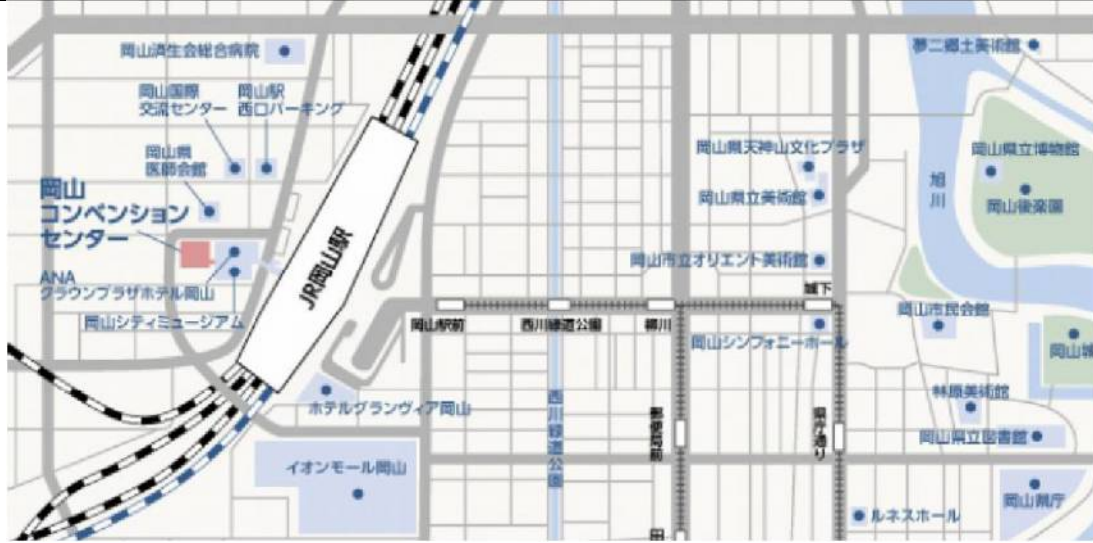 岡山済生会総合病院
岡山国際
交流センター
岡山駅
西口パーキング
岡山県
医師会館
岡山
コンベンション
センター
ANA
クラウンプラザホテル岡山
岡山シティミュージアム
JR岡山駅
ホテルグランヴィア岡山
イオンモール岡山
岡山駅前
西川緑道公園
柳川
城下
西川緑道公園
郵便局前
県庁通り
田
夢二郷土美術館
岡山県天神山文化プラザ
岡山県立美術館
岡山市立オリエント美術館
岡山シンフォニーホール
旭川
岡山県立博物館
岡山後楽園
岡山市民会館
岡山城
林原美術館
岡山県立図書館
岡山県庁
ルネスホール